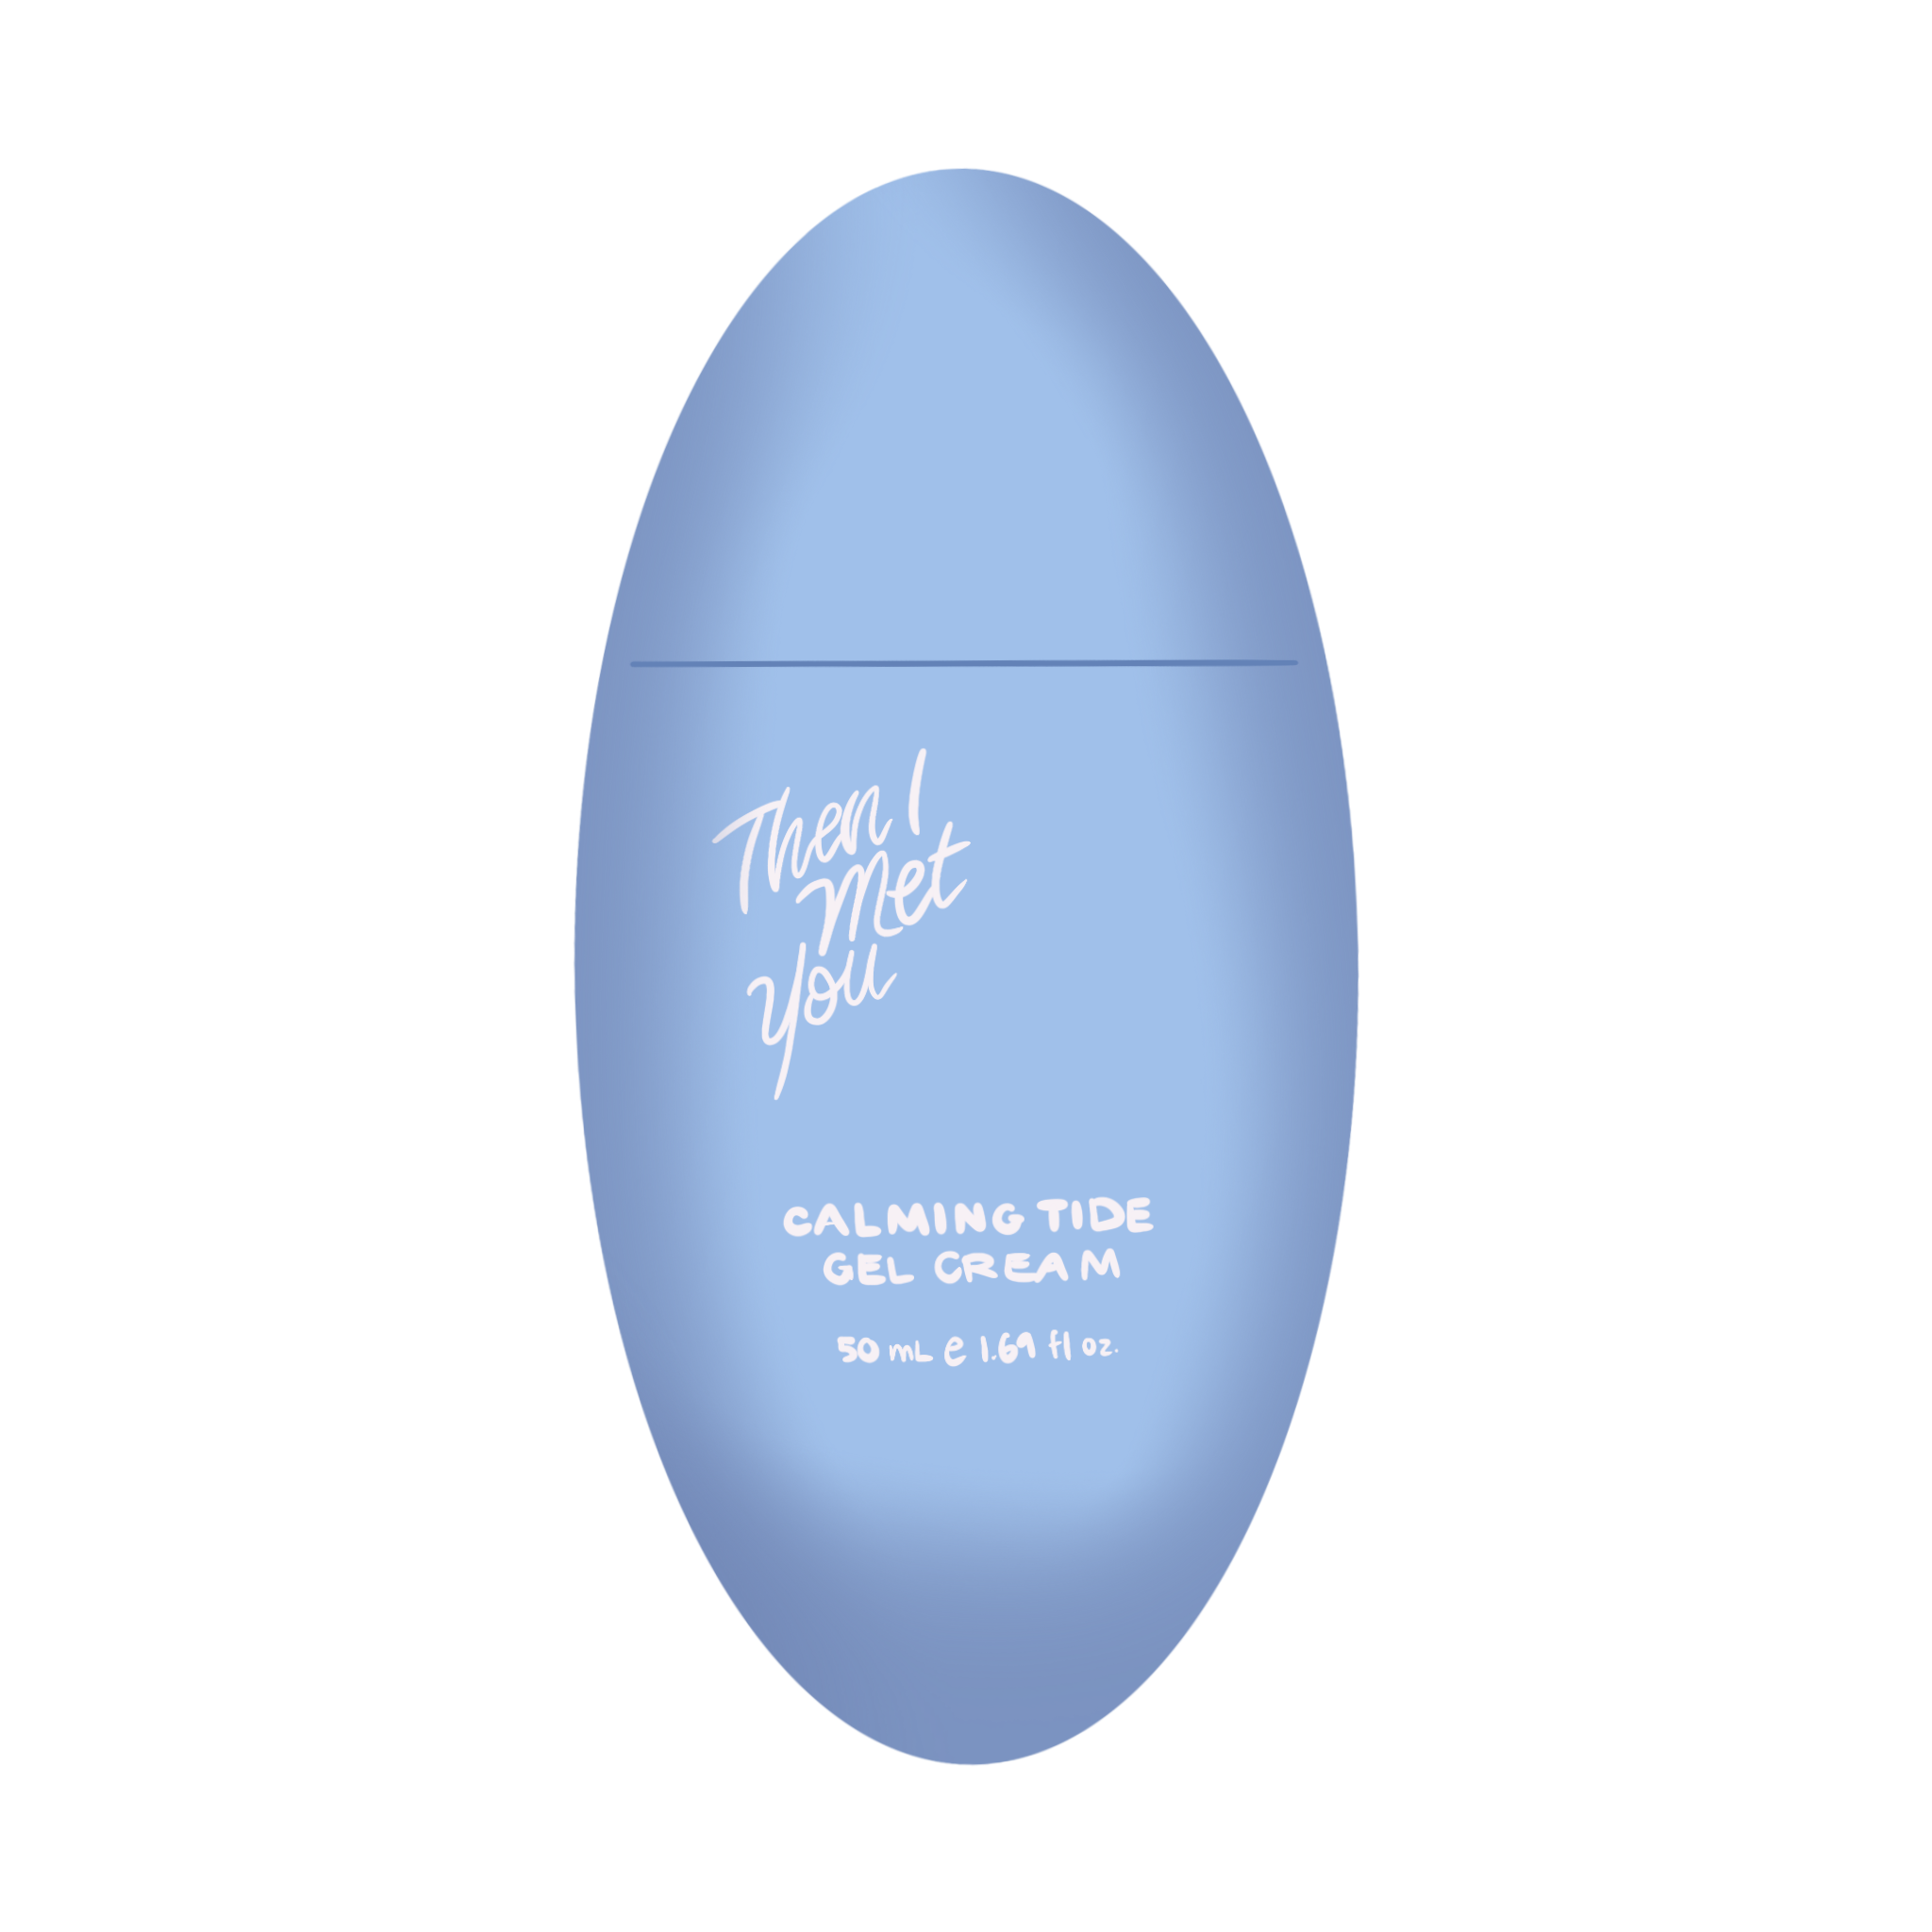 Then I
Met
You
CALMING TIDE
GEL CREAM
50 mL e 1.69 fl oz.